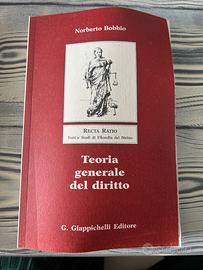 Norberto Bobbio
RECTA RATIO
Testi e Studi di Filosofia del Diritto
Teoria
generale
del diritto
G. Giappichelli Editore